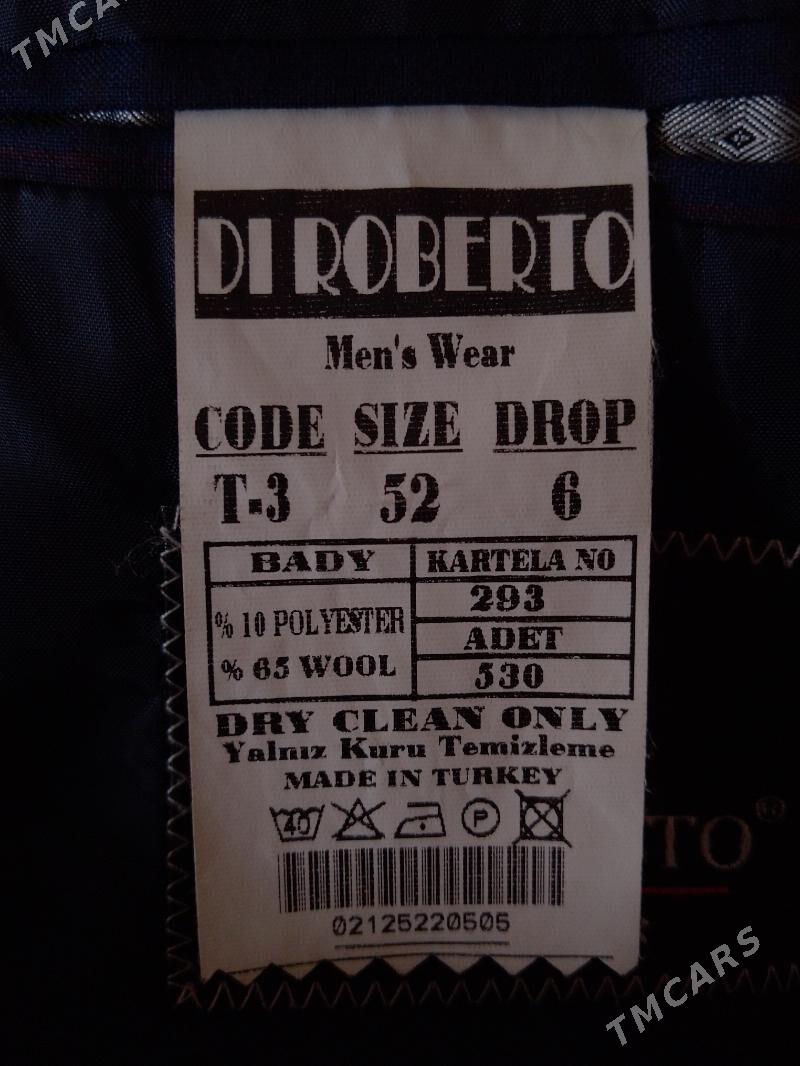 TMCARS
DI ROBERTO
Men's Wear
CODE SIZE DROP
T-3 52 6
BADY KARTELA NO
% 10 POLYESTER 293
ADET
% 65 WOOL 530
DRY CLEAN ONLY
Yalnız Kuru Temizleme
MADE IN TURKEY
40 P
TO®
02125220505
TMCARS